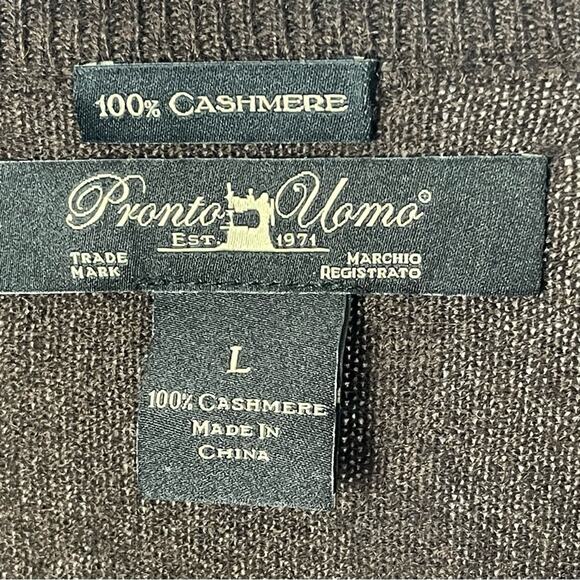 100% CASHMERE
Pronto Uomo®
EST 1971
TRADE MARK
MARCHIO REGISTRATO
L
100% CASHMERE
MADE IN
CHINA